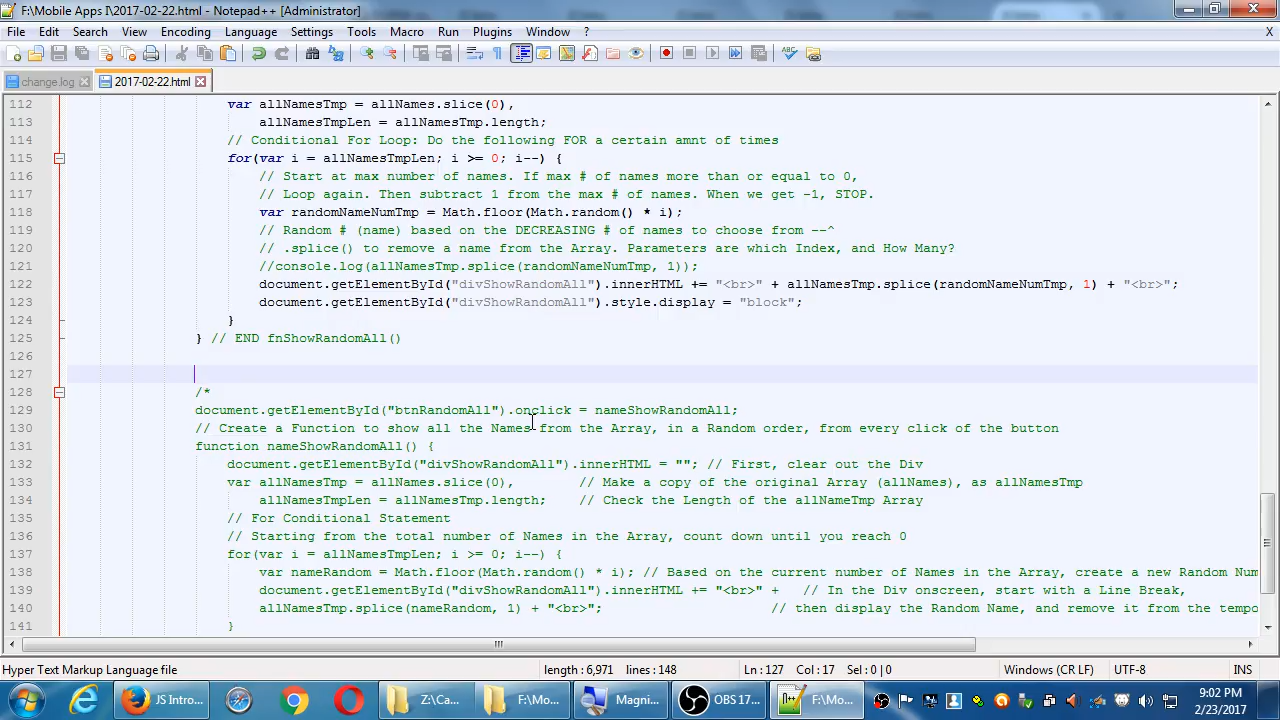 F:\Mobile Apps I\2017-02-22.html - Notepad++ [Administrator]
File Edit Search View Encoding Language Settings Tools Macro Run Plugins Window ? X
change.log 2017-02-22.html
112 var allNamesTmp = allNames.slice(0),
113 allNamesTmpLen = allNamesTmp.length;
114 // Conditional For Loop: Do the following FOR a certain amnt of times
115 for(var i = allNamesTmpLen; i >= 0; i--) {
116 // Start at max number of names. If max # of names more than or equal to 0,
117 // Loop again. Then subtract 1 from the max # of names. When we get -1, STOP.
118 var randomNameNumTmp = Math.floor(Math.random() * i);
119 // Random # (name) based on the DECREASING # of names to choose from --^
120 // .splice() to remove a name from the Array. Parameters are which Index, and How Many?
121 //console.log(allNamesTmp.splice(randomNameNumTmp, 1));
122 document.getElementById("divShowRandomAll").innerHTML += "<br>" + allNamesTmp.splice(randomNameNumTmp, 1) + "<br>";
123 document.getElementById("divShowRandomAll").style.display = "block";
124 }
125 } // END fnShowRandomAll()
126
127
128 /*
129 document.getElementById("btnRandomAll").onclick = nameShowRandomAll;
130 // Create a Function to show all the Names from the Array, in a Random order, from every click of the button
131 function nameShowRandomAll() {
132 document.getElementById("divShowRandomAll").innerHTML = ""; // First, clear out the Div
133 var allNamesTmp = allNames.slice(0), // Make a copy of the original Array (allNames), as allNamesTmp
134 allNamesTmpLen = allNamesTmp.length; // Check the Length of the allNameTmp Array
135 // For Conditional Statement
136 // Starting from the total number of Names in the Array, count down until you reach 0
137 for(var i = allNamesTmpLen; i >= 0; i--) {
138 var nameRandom = Math.floor(Math.random() * i); // Based on the current number of Names in the Array, create a new Random Num
139 document.getElementById("divShowRandomAll").innerHTML += "<br>" + // In the Div onscreen, start with a Line Break,
140 allNamesTmp.splice(nameRandom, 1) + "<br>"; // then display the Random Name, and remove it from the tempo
141 }
Hyper Text Markup Language file length : 6,971 lines : 148 Ln : 127 Col : 17 Sel : 0 | 0 Windows (CR LF) UTF-8 INS
JS Intro... Z:\Ca... F:\Mo... Magni... OBS 17... F:\Mo... 9:02 PM
2/23/2017